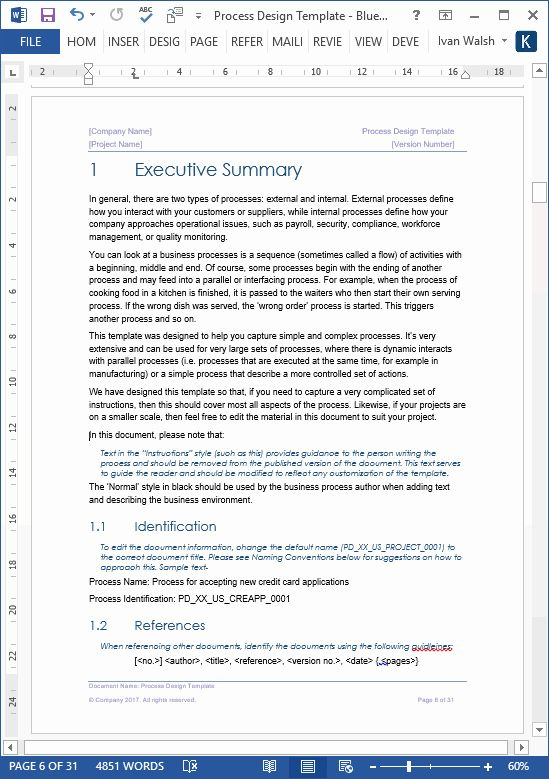 Process Design Template - Blue...
FILE HOM INSER DESIG PAGE REFER MAILI REVIE VIEW DEVE Ivan Walsh K
L 2 2 4 6 8 10 12 14 16 18
[Company Name] Process Design Template
[Project Name] [Version Number]
1 Executive Summary
In general, there are two types of processes: external and internal. External processes define
how you interact with your customers or suppliers, while internal processes define how your
company approaches operational issues, such as payroll, security, compliance, workforce
management, or quality monitoring.
You can look at a business processes is a sequence (sometimes called a flow) of activities with
a beginning, middle and end. Of course, some processes begin with the ending of another
process and may feed into a parallel or interfacing process. For example, when the process of
cooking food in a kitchen is finished, it is passed to the waiters who then start their own serving
process. If the wrong dish was served, the 'wrong order' process is started. This triggers
another process and so on.
This template was designed to help you capture simple and complex processes. It's very
extensive and can be used for very large sets of processes, where there is dynamic interacts
with parallel processes (i.e. processes that are executed at the same time, for example in
manufacturing) or a simple process that describe a more controlled set of actions.
We have designed this template so that, if you need to capture a very complicated set of
instructions, then this should cover most all aspects of the process. Likewise, if your projects are
on a smaller scale, then feel free to edit the material in this document to suit your project.
In this document, please note that:
Text in the "Instructions" style (such as this) provides guidance to the person writing the
process and should be removed from the published version of the document. This text serves
to guide the reader and should be modified to reflect any customization of the template.
The 'Normal' style in black should be used by the business process author when adding text
and describing the business environment.
1.1 Identification
To edit the document information, change the default name (PD_XX_US_PROJECT_0001) to
the correct document title. Please see Naming Conventions below for suggestions on how to
approach this. Sample text-
Process Name: Process for accepting new credit card applications
Process Identification: PD_XX_US_CREAPP_0001
1.2 References
When referencing other documents, identify the documents using the following guidleines:
[<no.>] <author>, <title>, <reference>, <version no.>, <date> {,<pages>}
Document Name: Process Design Template
© Company 2017. All rights reserved. Page 6 of 31
PAGE 6 OF 31 4851 WORDS 60%